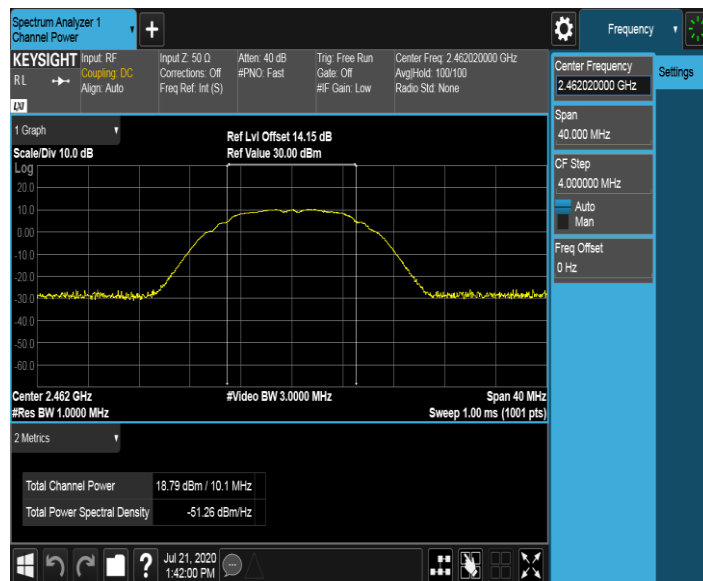 Spectrum Analyzer 1
Channel Power
+
Frequency
KEYSIGHT
RL
LXI
Input: RF
Coupling: DC
Align: Auto
Input Z: 50 Ω
Corrections: Off
Freq Ref: Int (S)
Atten: 40 dB
#PNO: Fast
Trig: Free Run
Gate: Off
#IF Gain: Low
Center Freq: 2.462020000 GHz
Avg|Hold: 100/100
Radio Std: None
Center Frequency
2.462020000 GHz
Settings
Span
40.000 MHz
CF Step
4.000000 MHz
Auto
Man
Freq Offset
0 Hz
1 Graph
Scale/Div 10.0 dB
Ref Lvl Offset 14.15 dB
Ref Value 30.00 dBm
Log
20.0
10.0
0.00
-10.0
-20.0
-30.0
-40.0
-50.0
-60.0
Center 2.462 GHz
#Res BW 1.0000 MHz
#Video BW 3.0000 MHz
Span 40 MHz
Sweep 1.00 ms (1001 pts)
2 Metrics
Total Channel Power 18.79 dBm / 10.1 MHz
Total Power Spectral Density -51.26 dBm/Hz
?
Jul 21, 2020
1:42:00 PM